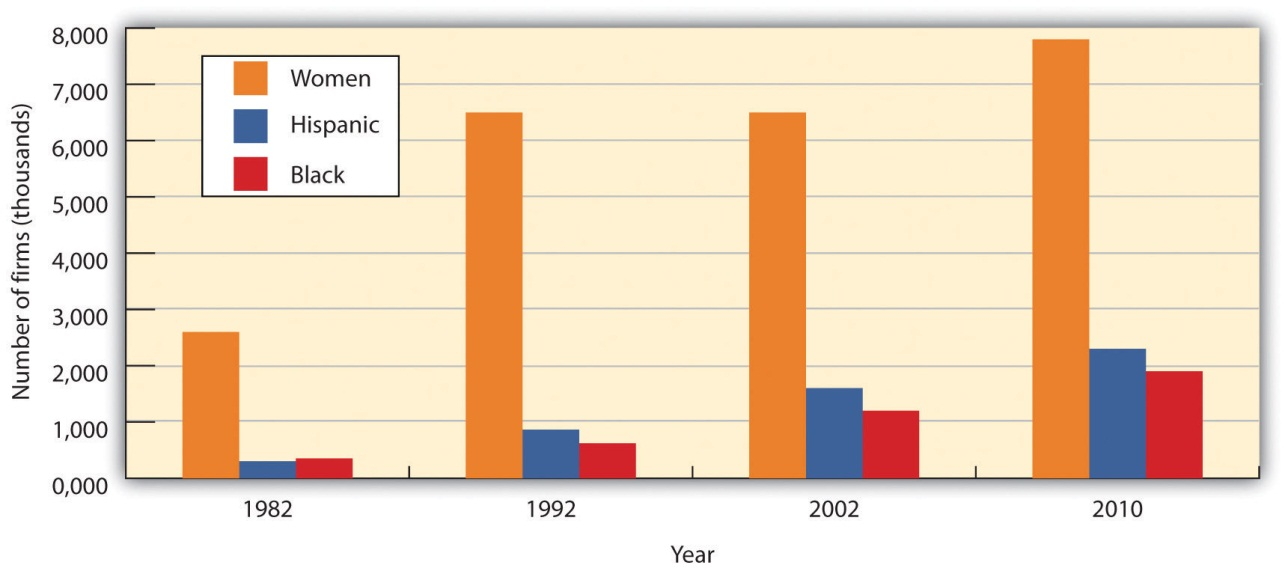 8,000
7,000
6,000
5,000
4,000
3,000
2,000
1,000
0,000
Number of firms (thousands)
Women
Hispanic
Black
1982 1992 2002 2010
Year